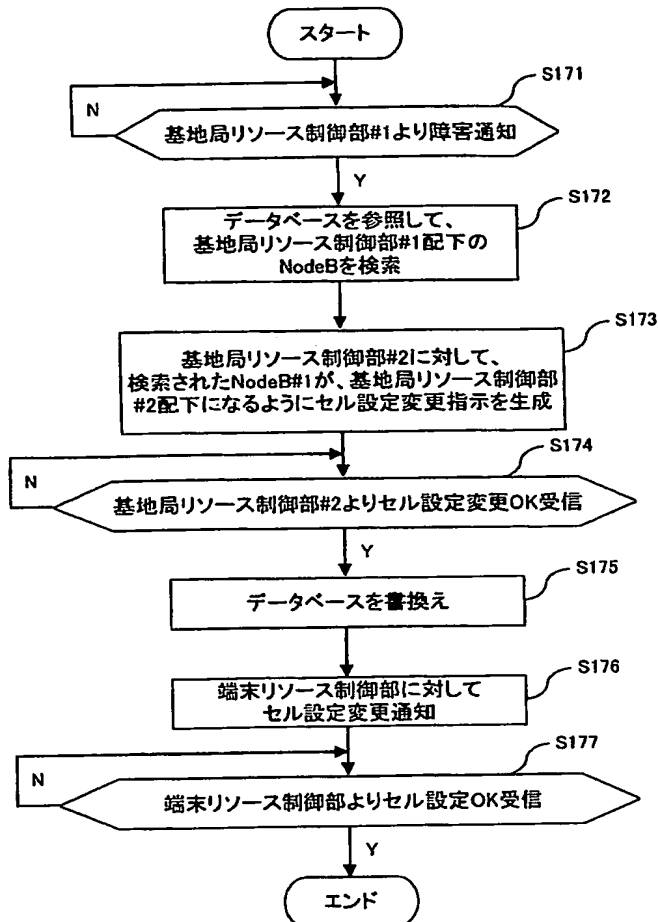 スタート
S171
N
基地局リソース制御部#1より障害通知
Y
S172
データベースを参照して、
基地局リソース制御部#1配下の
NodeBを検索
S173
基地局リソース制御部#2に対して、
検索されたNodeB#1が、基地局リソース制御部
#2配下になるようにセル設定変更指示を生成
S174
N
基地局リソース制御部#2よりセル設定変更OK受信
Y
S175
データベースを書換え
S176
端末リソース制御部に対して
セル設定変更通知
S177
N
端末リソース制御部よりセル設定OK受信
Y
エンド